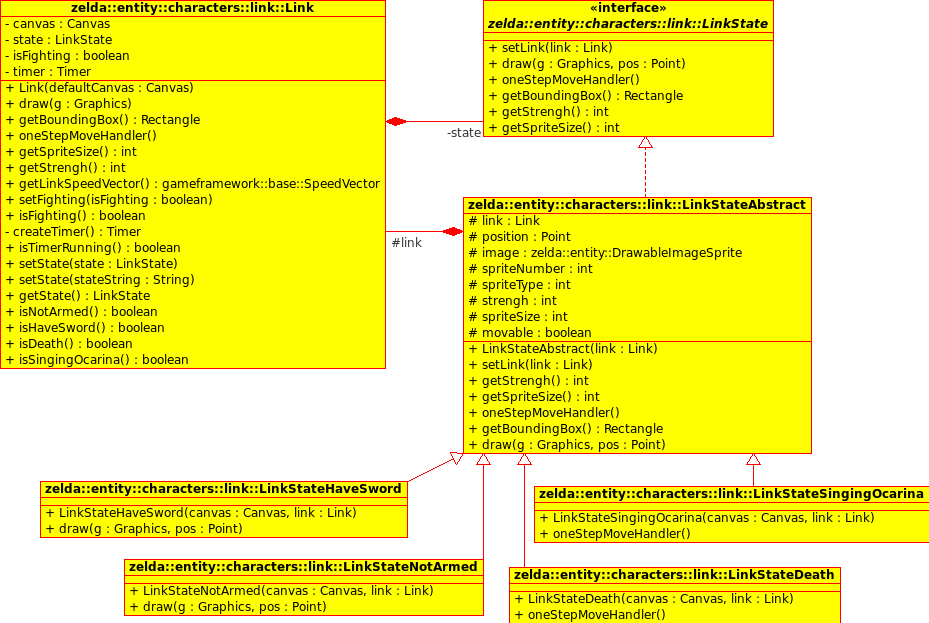 zelda::entity::characters::link::Link
- canvas : Canvas
- state : LinkState
- isFighting : boolean
- timer : Timer
+ Link(defaultCanvas : Canvas)
+ draw(g : Graphics)
+ getBoundingBox() : Rectangle
+ oneStepMoveHandler()
+ getSpriteSize() : int
+ getStrengh() : int
+ getLinkSpeedVector() : gameframework::base::SpeedVector
+ setFighting(isFighting : boolean)
+ isFighting() : boolean
- createTimer() : Timer
+ isTimerRunning() : boolean
+ setState(state : LinkState)
+ setState(stateString : String)
+ getState() : LinkState
+ isNotArmed() : boolean
+ isHaveSword() : boolean
+ isDeath() : boolean
+ isSingingOcarina() : boolean
«interface»
zelda::entity::characters::link::LinkState
+ setLink(link : Link)
+ draw(g : Graphics, pos : Point)
+ oneStepMoveHandler()
+ getBoundingBox() : Rectangle
+ getStrengh() : int
+ getSpriteSize() : int
-state
#link
zelda::entity::characters::link::LinkStateAbstract
# link : Link
# position : Point
# image : zelda::entity::DrawableImageSprite
# spriteNumber : int
# spriteType : int
# strengh : int
# spriteSize : int
# movable : boolean
+ LinkStateAbstract(link : Link)
+ setLink(link : Link)
+ getStrengh() : int
+ getSpriteSize() : int
+ oneStepMoveHandler()
+ getBoundingBox() : Rectangle
+ draw(g : Graphics, pos : Point)
zelda::entity::characters::link::LinkStateHaveSword
+ LinkStateHaveSword(canvas : Canvas, link : Link)
+ draw(g : Graphics, pos : Point)
zelda::entity::characters::link::LinkStateSingingOcarina
+ LinkStateSingingOcarina(canvas : Canvas, link : Link)
+ oneStepMoveHandler()
zelda::entity::characters::link::LinkStateNotArmed
+ LinkStateNotArmed(canvas : Canvas, link : Link)
+ draw(g : Graphics, pos : Point)
zelda::entity::characters::link::LinkStateDeath
+ LinkStateDeath(canvas : Canvas, link : Link)
+ oneStepMoveHandler()